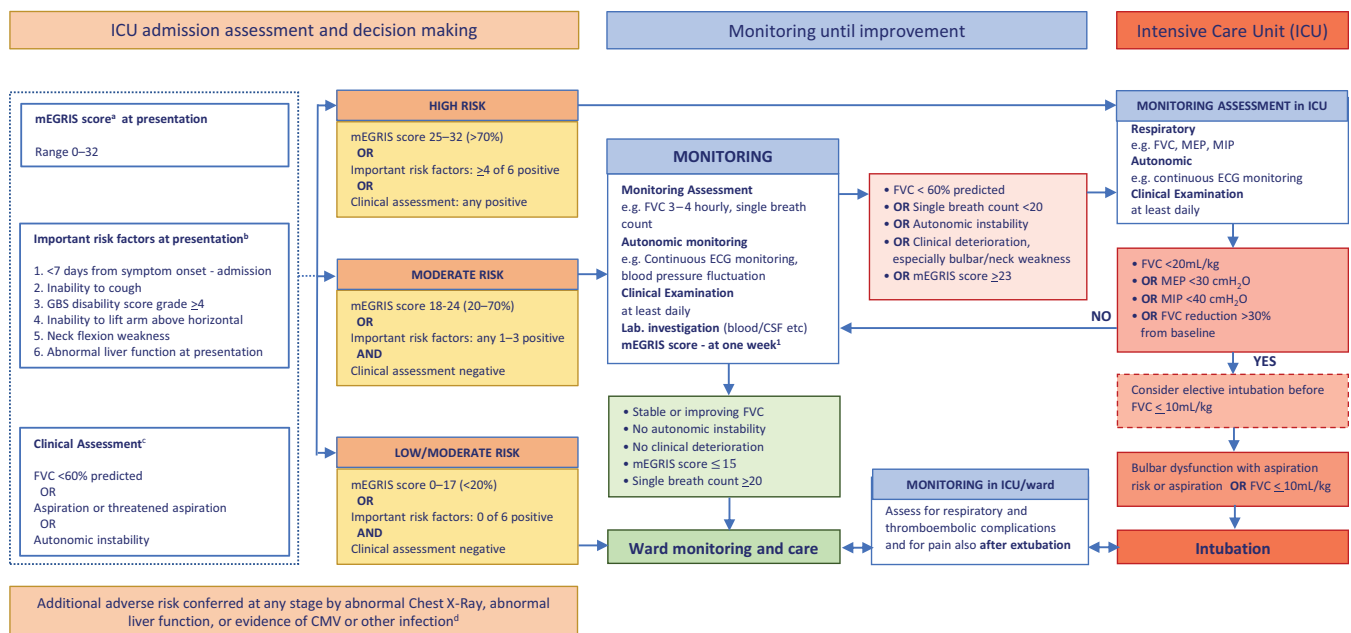 ICU admission assessment and decision making
Monitoring until improvement
Intensive Care Unit (ICU)
mEGRIS scoreᵃ at presentation
Range 0–32
Important risk factors at presentationᵇ
1. <7 days from symptom onset - admission
2. Inability to cough
3. GBS disability score grade ≥4
4. Inability to lift arm above horizontal
5. Neck flexion weakness
6. Abnormal liver function at presentation
Clinical Assessmentᶜ
FVC <60% predicted
OR
Aspiration or threatened aspiration
OR
Autonomic instability
HIGH RISK
mEGRIS score 25–32 (>70%)
OR
Important risk factors: ≥4 of 6 positive
OR
Clinical assessment: any positive
MODERATE RISK
mEGRIS score 18-24 (20–70%)
OR
Important risk factors: any 1–3 positive
AND
Clinical assessment negative
LOW/MODERATE RISK
mEGRIS score 0–17 (<20%)
OR
Important risk factors: 0 of 6 positive
AND
Clinical assessment negative
MONITORING
Monitoring Assessment
e.g. FVC 3–4 hourly, single breath
count
Autonomic monitoring
e.g. Continuous ECG monitoring,
blood pressure fluctuation
Clinical Examination
at least daily
Lab. investigation (blood/CSF etc)
mEGRIS score - at one week¹
• Stable or improving FVC
• No autonomic instability
• No clinical deterioration
• mEGRIS score ≤ 15
• Single breath count ≥20
Ward monitoring and care
• FVC < 60% predicted
• OR Single breath count <20
• OR Autonomic instability
• OR Clinical deterioration,
especially bulbar/neck weakness
• OR mEGRIS score ≥23
MONITORING in ICU/ward
Assess for respiratory and
thromboembolic complications
and for pain also after extubation
MONITORING ASSESSMENT in ICU
Respiratory
e.g. FVC, MEP, MIP
Autonomic
e.g. continuous ECG monitoring
Clinical Examination
at least daily
• FVC <20mL/kg
• OR MEP <30 cmH₂O
• OR MIP <40 cmH₂O
• OR FVC reduction >30%
from baseline
NO
YES
Consider elective intubation before
FVC ≤ 10mL/kg
Bulbar dysfunction with aspiration
risk or aspiration OR FVC ≤10mL/kg
Intubation
Additional adverse risk conferred at any stage by abnormal Chest X-Ray, abnormal
liver function, or evidence of CMV or other infectionᵈ